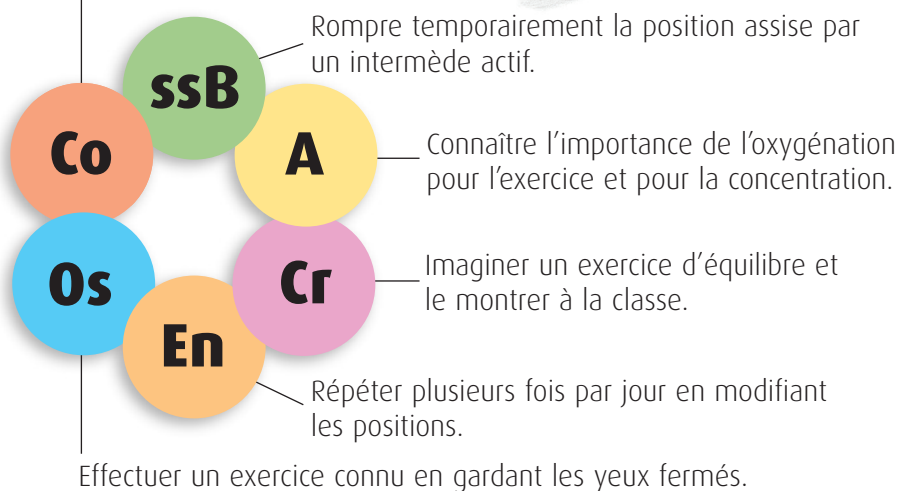 Rompre temporairement la position assise par
un intermède actif.
ssB
Co
A
Connaître l’importance de l’oxygénation
pour l’exercice et pour la concentration.
Os
Cr
Imaginer un exercice d’équilibre et
le montrer à la classe.
En
Répéter plusieurs fois par jour en modifiant
les positions.
Effectuer un exercice connu en gardant les yeux fermés.